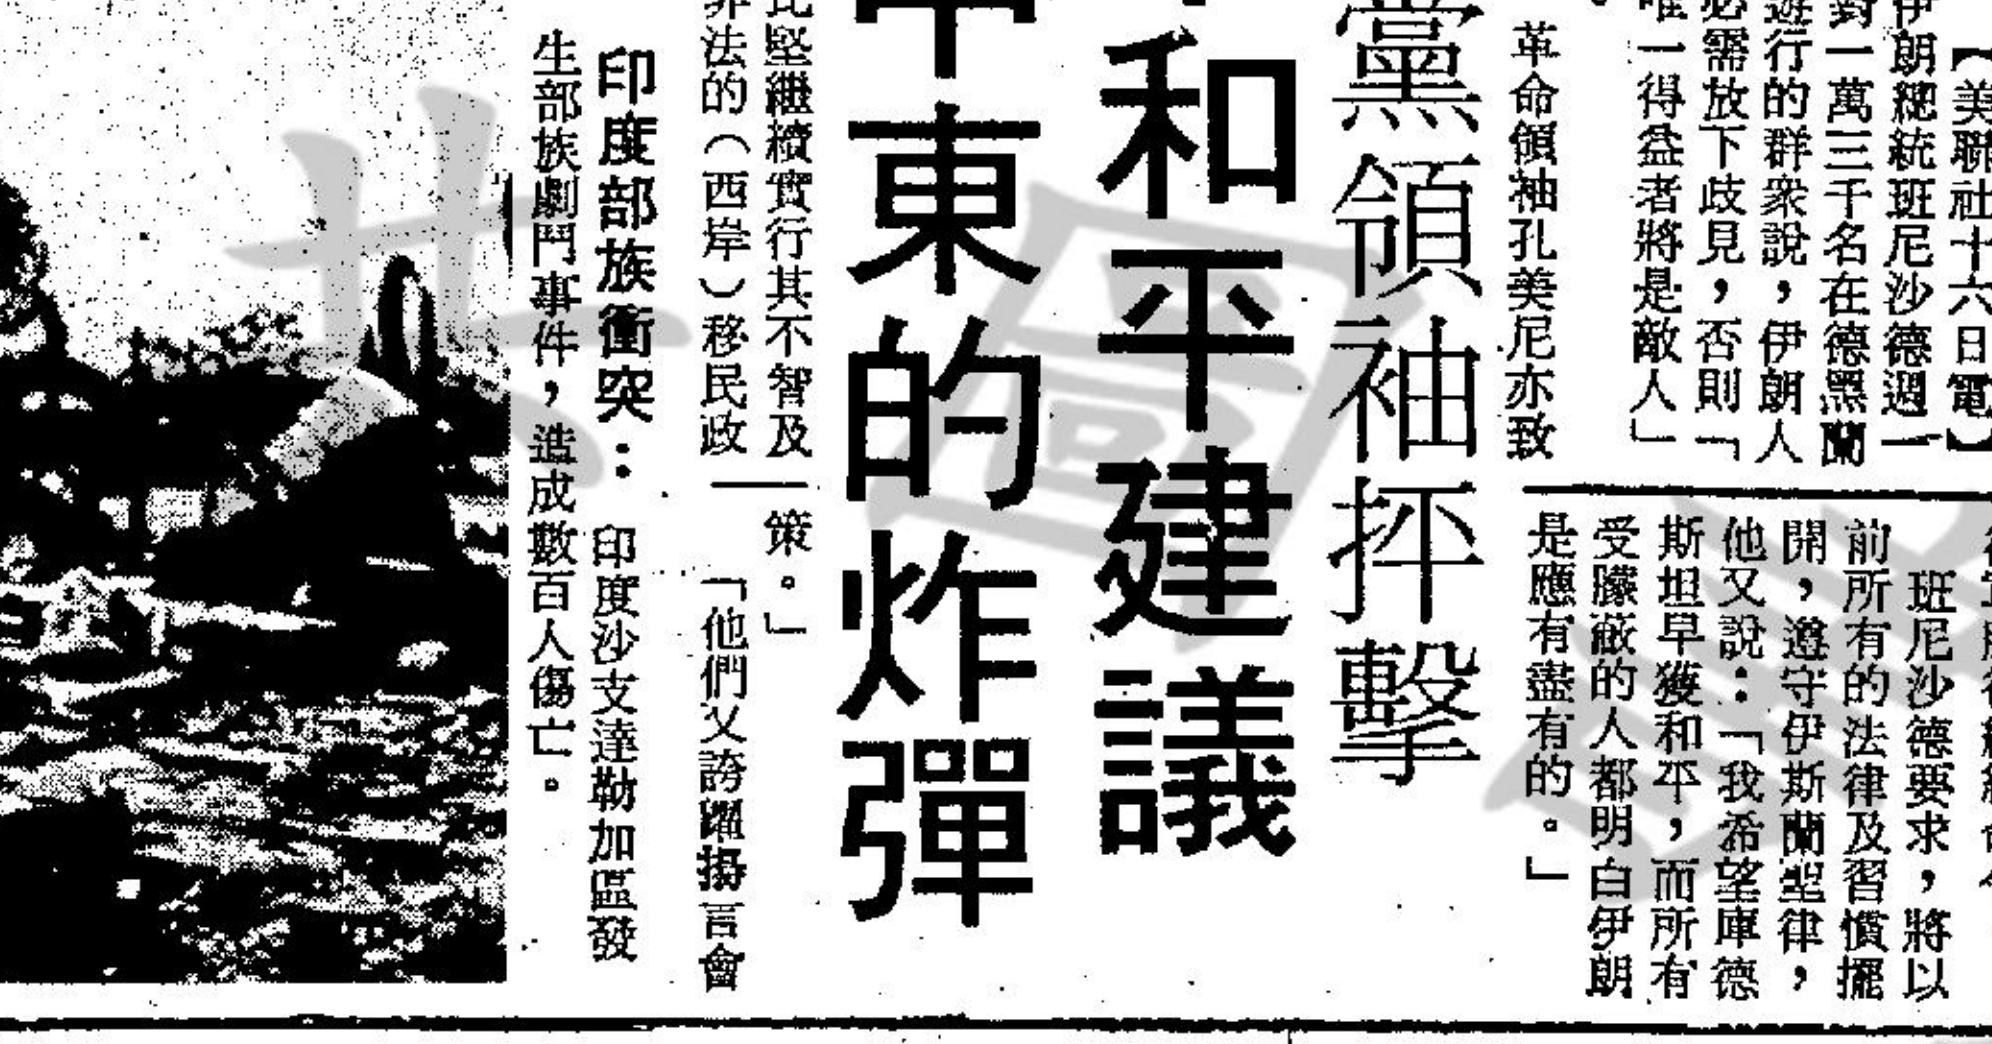 【美聯社十六日電】
伊朗總統班尼沙德週一
對一萬三千名在德黑蘭
遊行的群衆說，伊朗人
必需放下歧見，否則「
唯一得益者將是敵人」
。
革命領袖孔美尼亦致
班尼沙德要求，將以
前所有的法律及習慣擺
開，遵守伊斯蘭聖律，
他又說：「我希望庫德
斯坦早獲和平，而所有
受矇蔽的人都明白伊朗
是應有盡有的。」
黨領袖抨擊
和平建議
中東的炸彈
堅繼續實行其不智及
非法的（西岸）移民政
策。」
「他們又誇耀揚言會
印度部族衝突：印度沙支達勒加區發
生部族劇鬥事件，造成數百人傷亡。